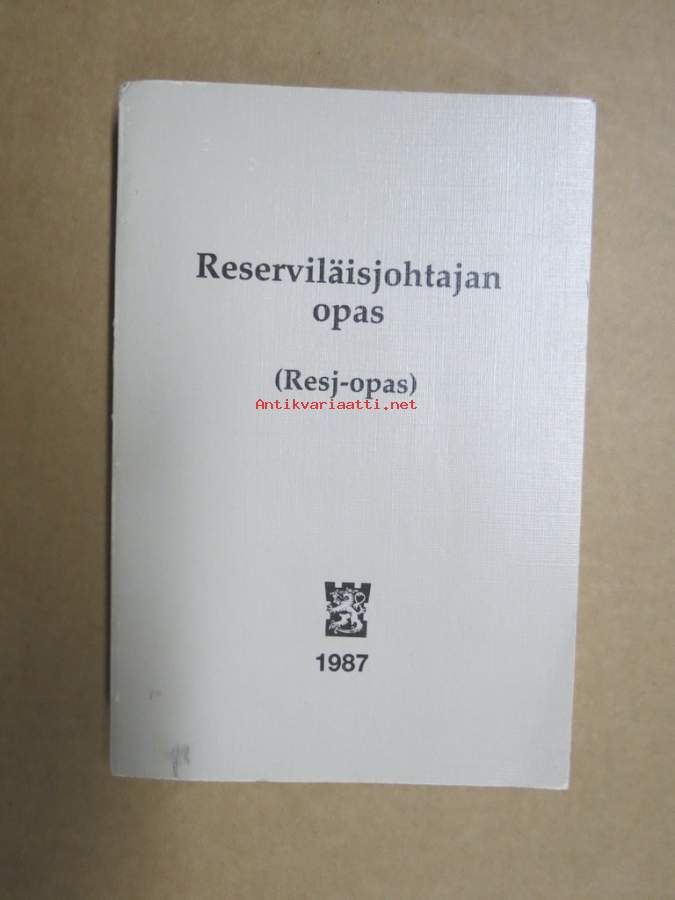 Reserviläisjohtajan
opas
(Resj-opas)
Antikvariaatti.net
1987